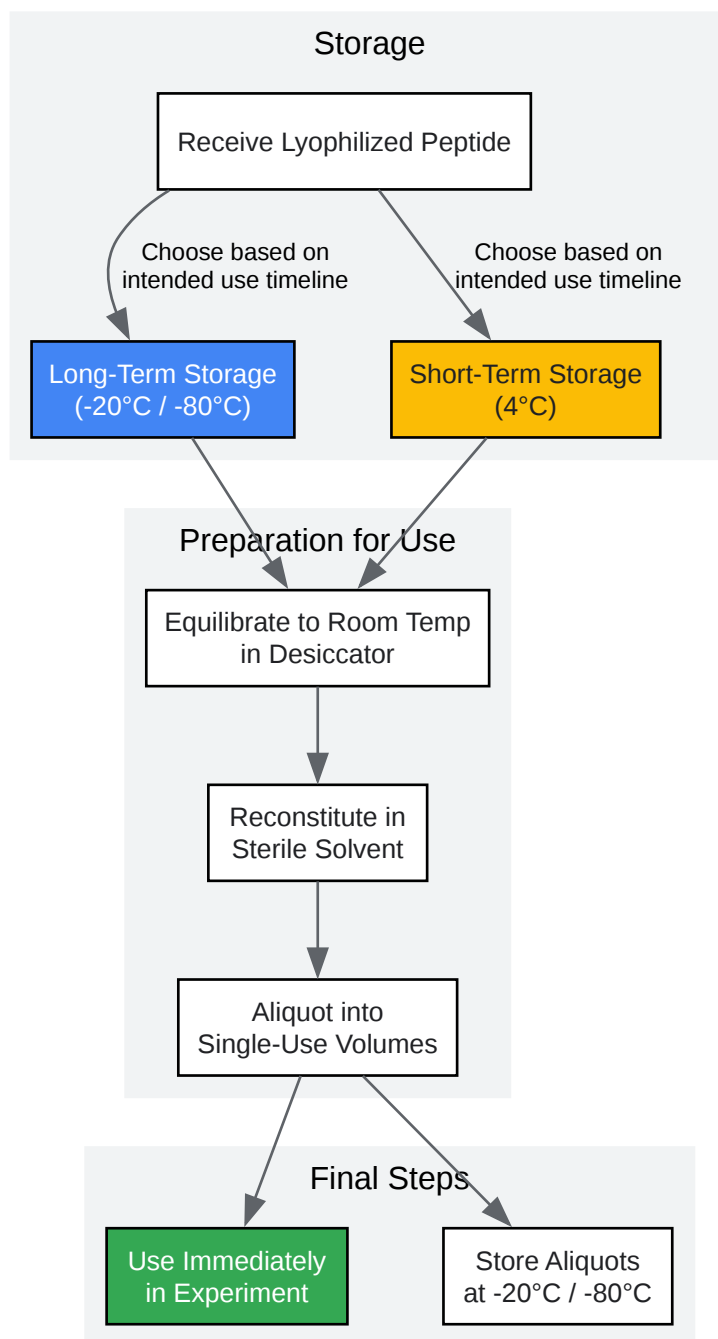 Storage
Receive Lyophilized Peptide
Choose based on
intended use timeline
Choose based on
intended use timeline
Long-Term Storage
(-20°C / -80°C)
Short-Term Storage
(4°C)
Preparation for Use
Equilibrate to Room Temp
in Desiccator
Reconstitute in
Sterile Solvent
Aliquot into
Single-Use Volumes
Final Steps
Use Immediately
in Experiment
Store Aliquots
at -20°C / -80°C